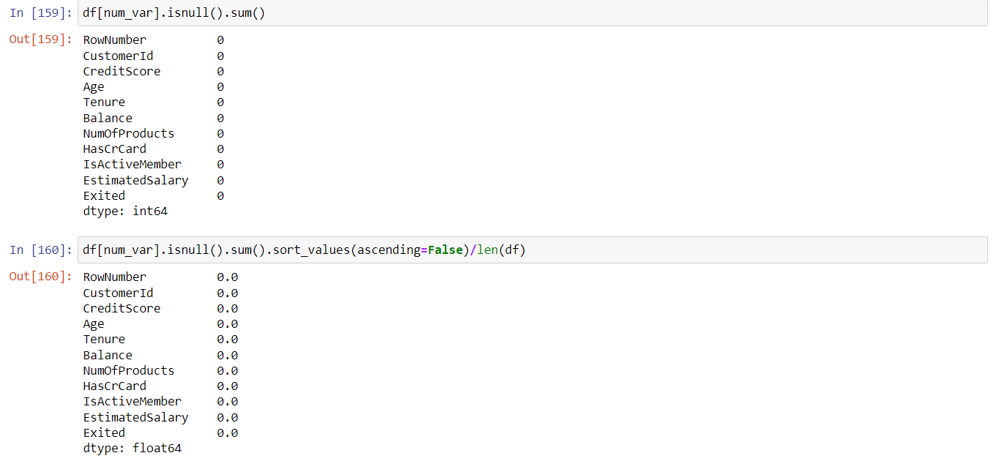 In [159]: df[num_var].isnull().sum()
Out[159]: RowNumber 0
CustomerId 0
CreditScore 0
Age 0
Tenure 0
Balance 0
NumOfProducts 0
HasCrCard 0
IsActiveMember 0
EstimatedSalary 0
Exited 0
dtype: int64
In [160]: df[num_var].isnull().sum().sort_values(ascending=False)/len(df)
Out[160]: RowNumber 0.0
CustomerId 0.0
CreditScore 0.0
Age 0.0
Tenure 0.0
Balance 0.0
NumOfProducts 0.0
HasCrCard 0.0
IsActiveMember 0.0
EstimatedSalary 0.0
Exited 0.0
dtype: float64